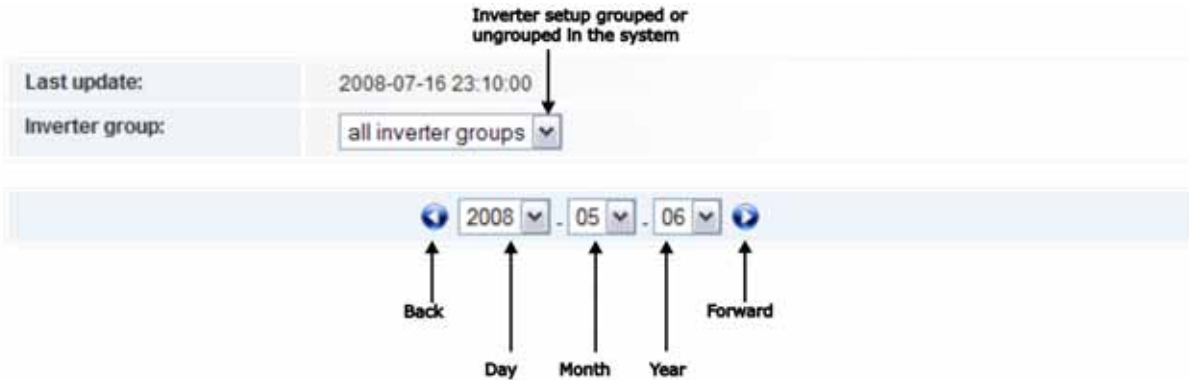 Inverter setup grouped or
ungrouped in the system
Last update: 2008-07-16 23:10:00
Inverter group: all inverter groups
2008 - 05 - 06
Back Forward
Day Month Year